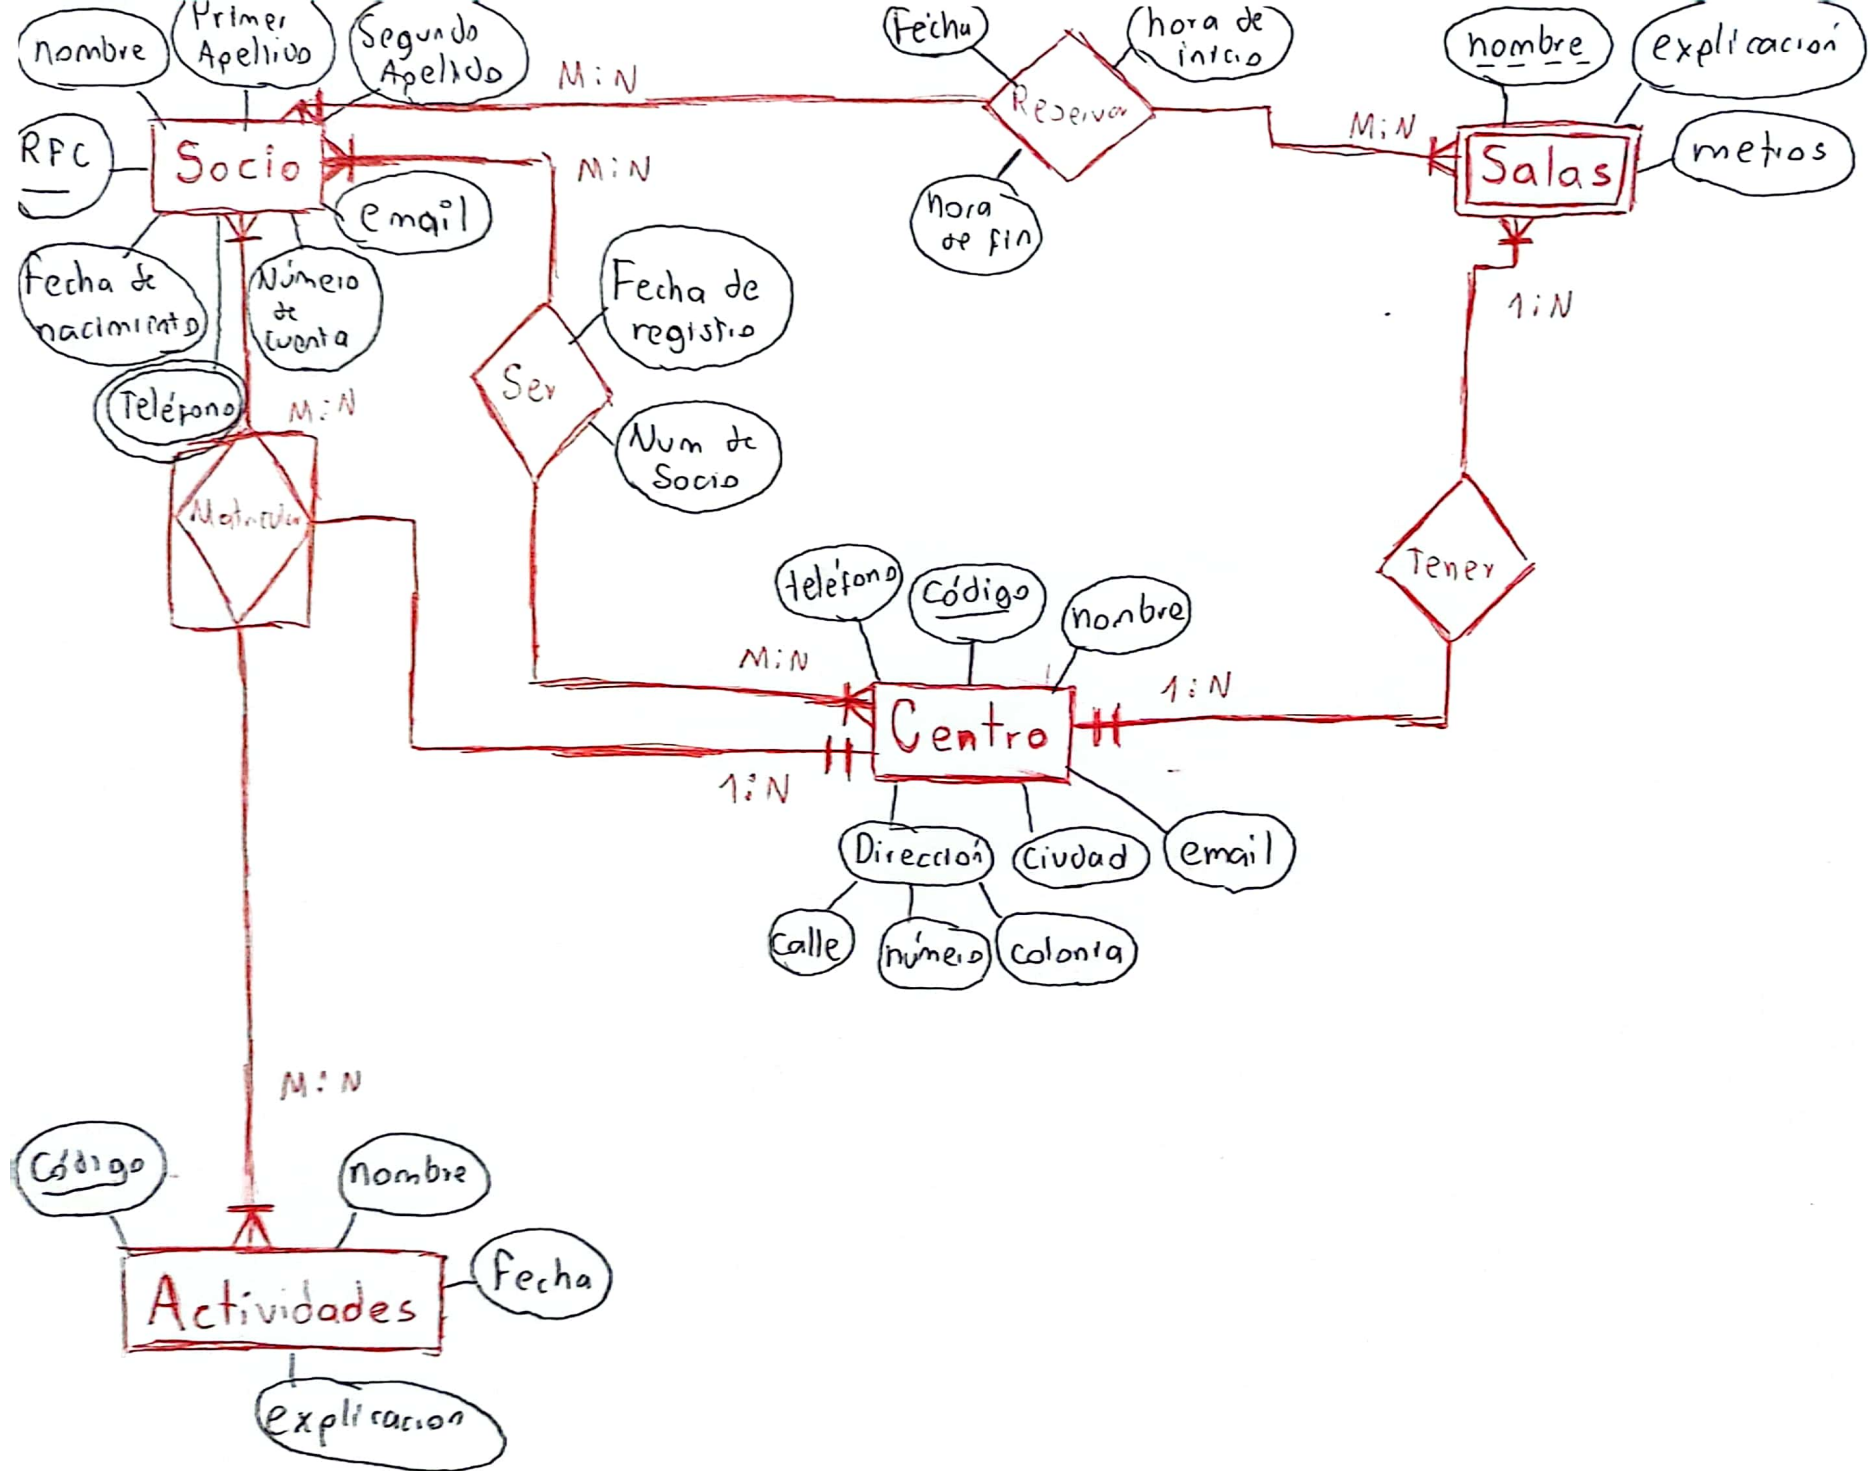 nombre
Primer
Apellido
Segundo
Apellido
M:N
Fecha
hora de
inicio
Reservar
nombre
explicación
RFC
Socio
M:N
M:N
Salas
metros
email
hora
de fin
Fecha de
nacimiento
Número
de
cuenta
Fecha de
registro
1:N
Teléfono
M:N
Ser
Num de
Socio
Matricular
Tener
teléfono
Código
nombre
M:N
1:N
Centro
1:N
Dirección
Ciudad
email
calle
número
colonia
M:N
Código
nombre
Fecha
Actividades
explicacion